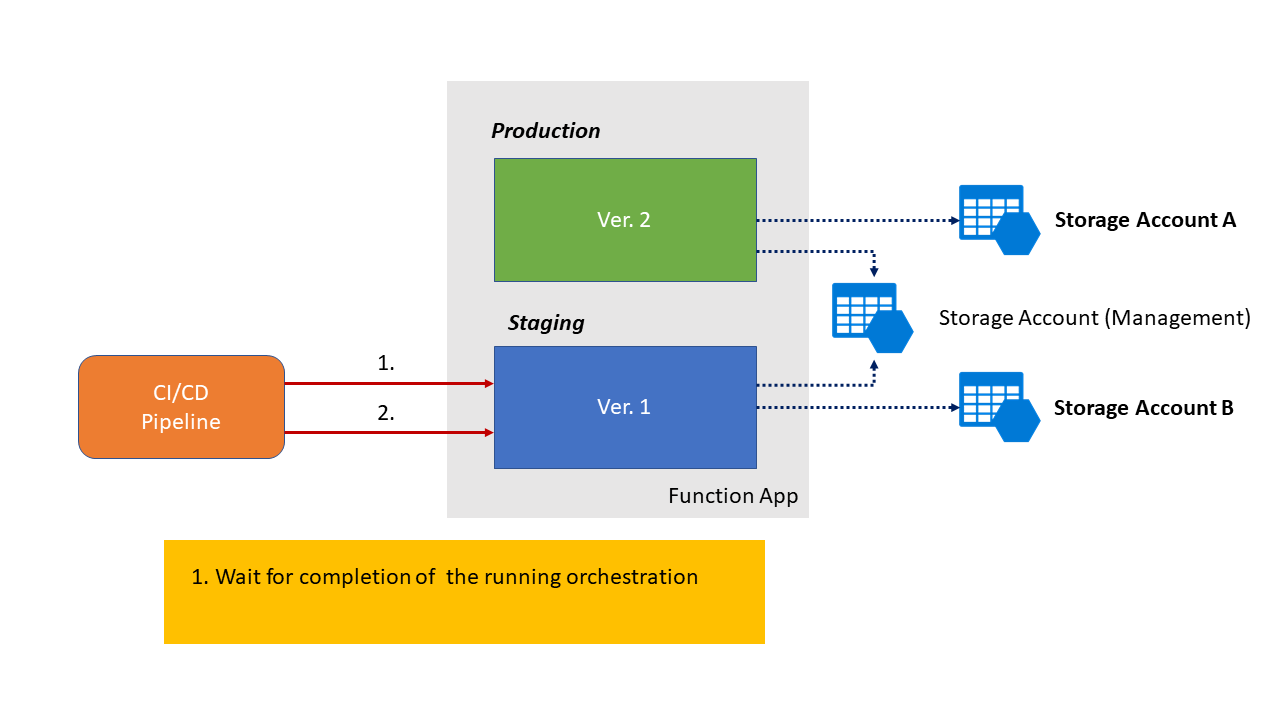 Production
Ver. 2
Storage Account A
Storage Account (Management)
Staging
1.
CI/CD
Pipeline
2.
Ver. 1
Storage Account B
Function App
1. Wait for completion of  the running orchestration